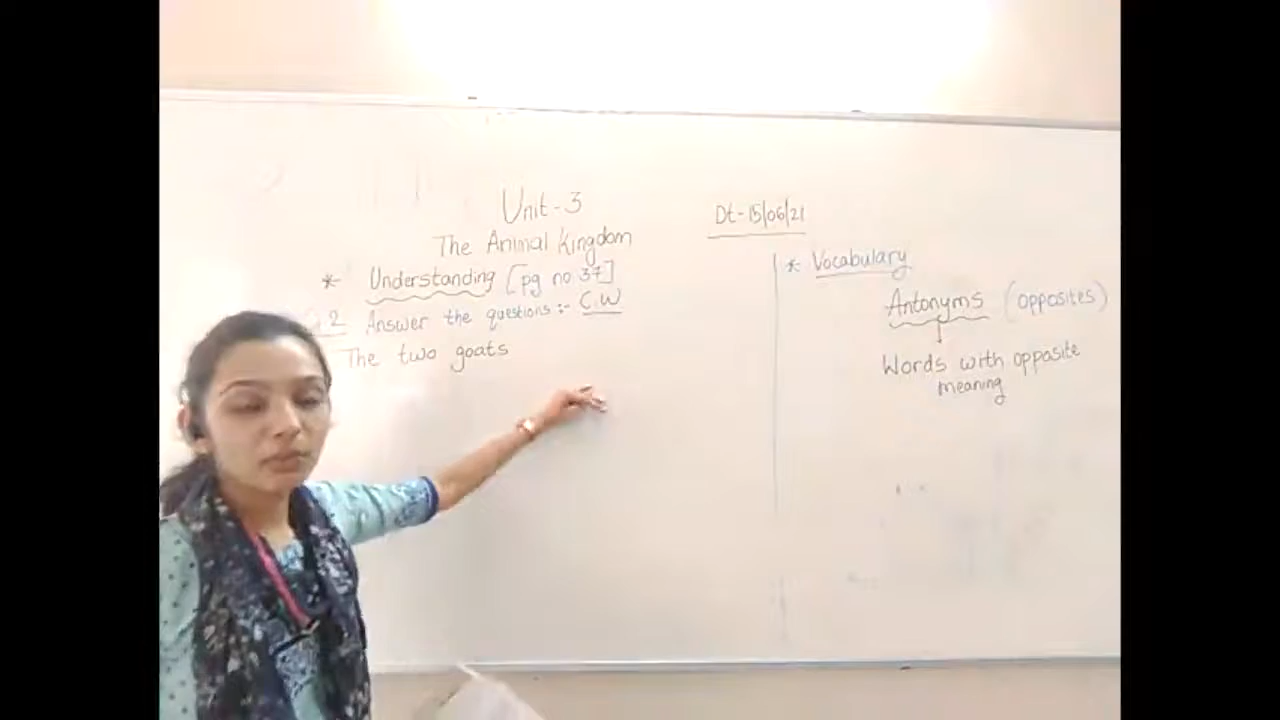 Unit-3
The Animal Kingdom
* Understanding [pg no 37]
2 Answer the questions:- C.W
The two goats
Dt-15/06/21
* Vocabulary
Antonyms (opposites)
Words with opposite
meaning